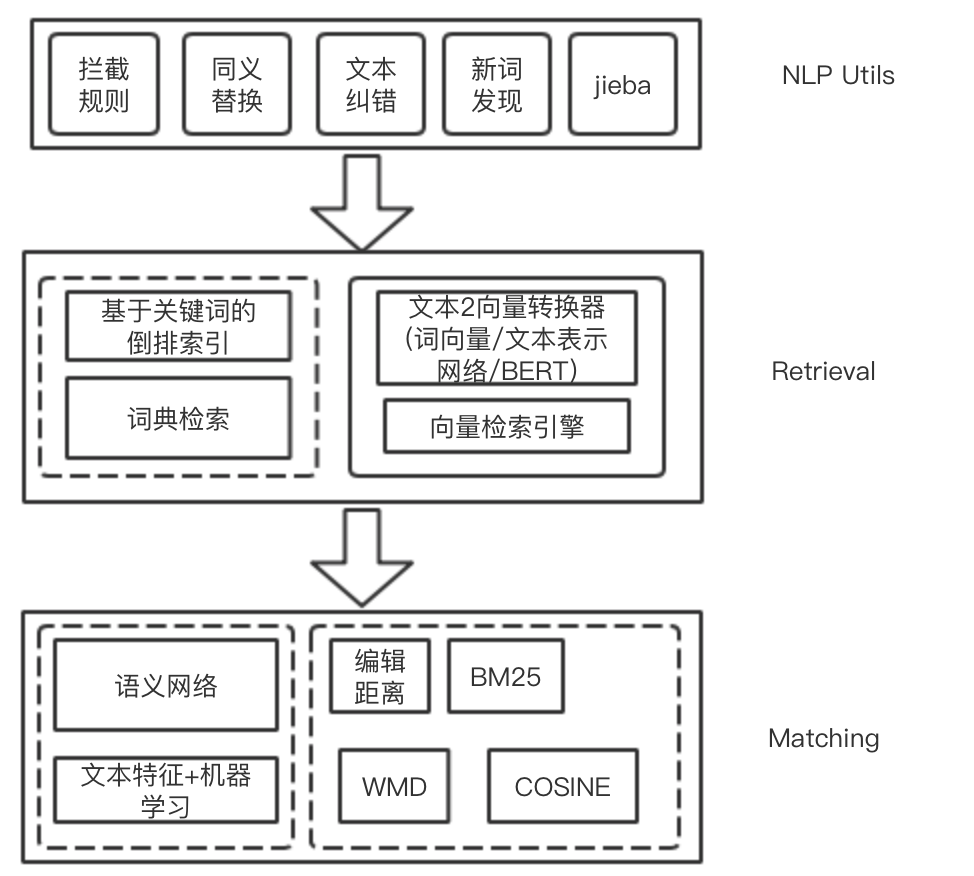 拦截
规则
同义
替换
文本
纠错
新词
发现
jieba
NLP Utils
基于关键词的
倒排索引
词典检索
文本2向量转换器
(词向量/文本表示
网络/BERT)
向量检索引擎
Retrieval
语义网络
文本特征+机器
学习
编辑
距离
BM25
WMD
COSINE
Matching